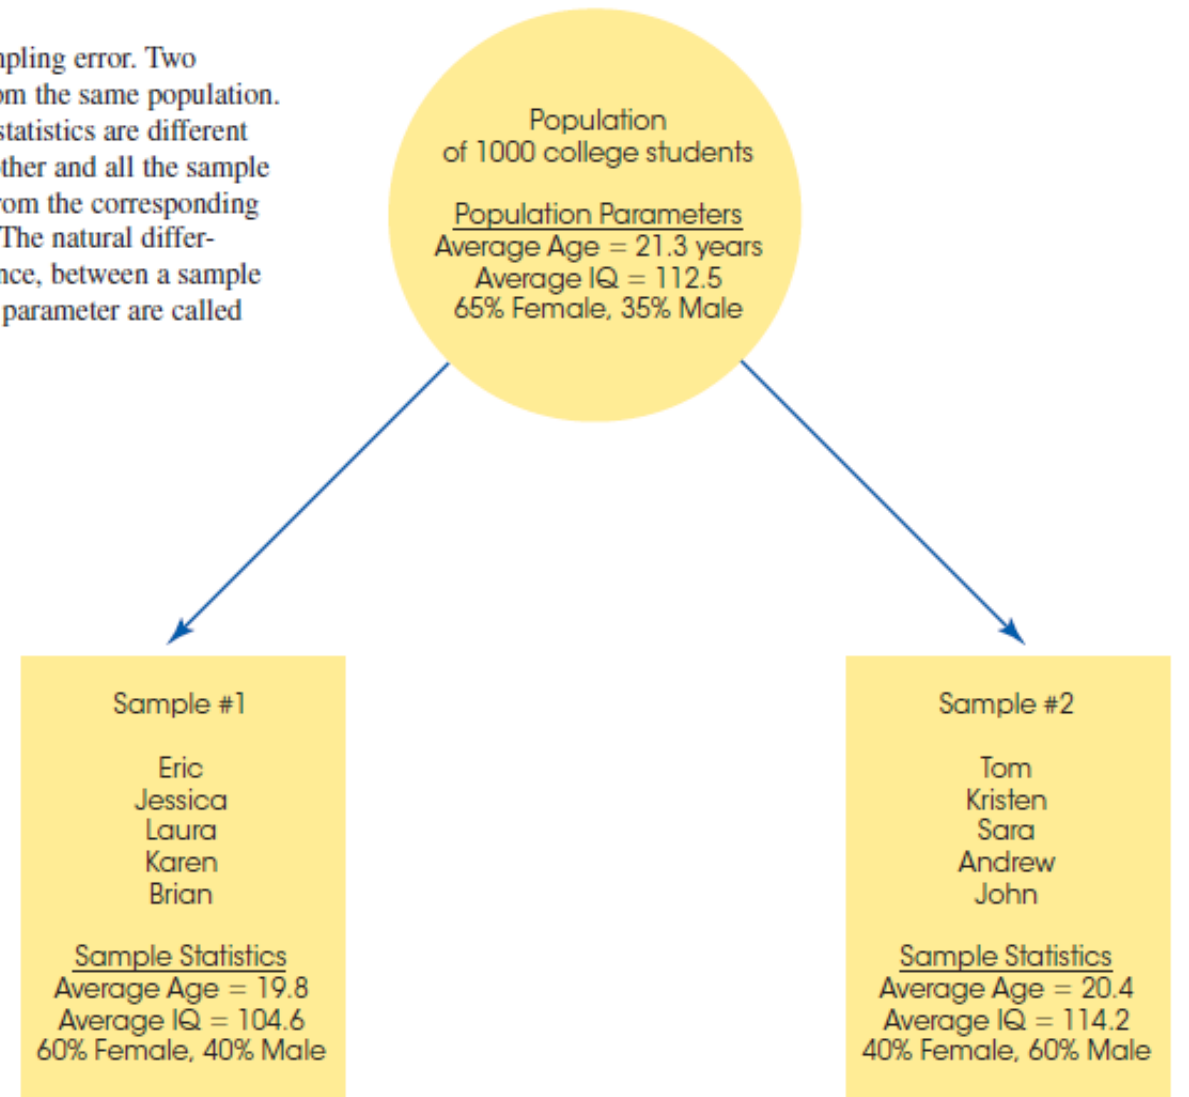 pling error. Two
om the same population.
statistics are different
other and all the sample
rom the corresponding
The natural differ-
nce, between a sample
parameter are called
Population
of 1000 college students
Population Parameters
Average Age = 21.3 years
Average IQ = 112.5
65% Female, 35% Male
Sample #1
Eric
Jessica
Laura
Karen
Brian
Sample Statistics
Average Age = 19.8
Average IQ = 104.6
60% Female, 40% Male
Sample #2
Tom
Kristen
Sara
Andrew
John
Sample Statistics
Average Age = 20.4
Average IQ = 114.2
40% Female, 60% Male